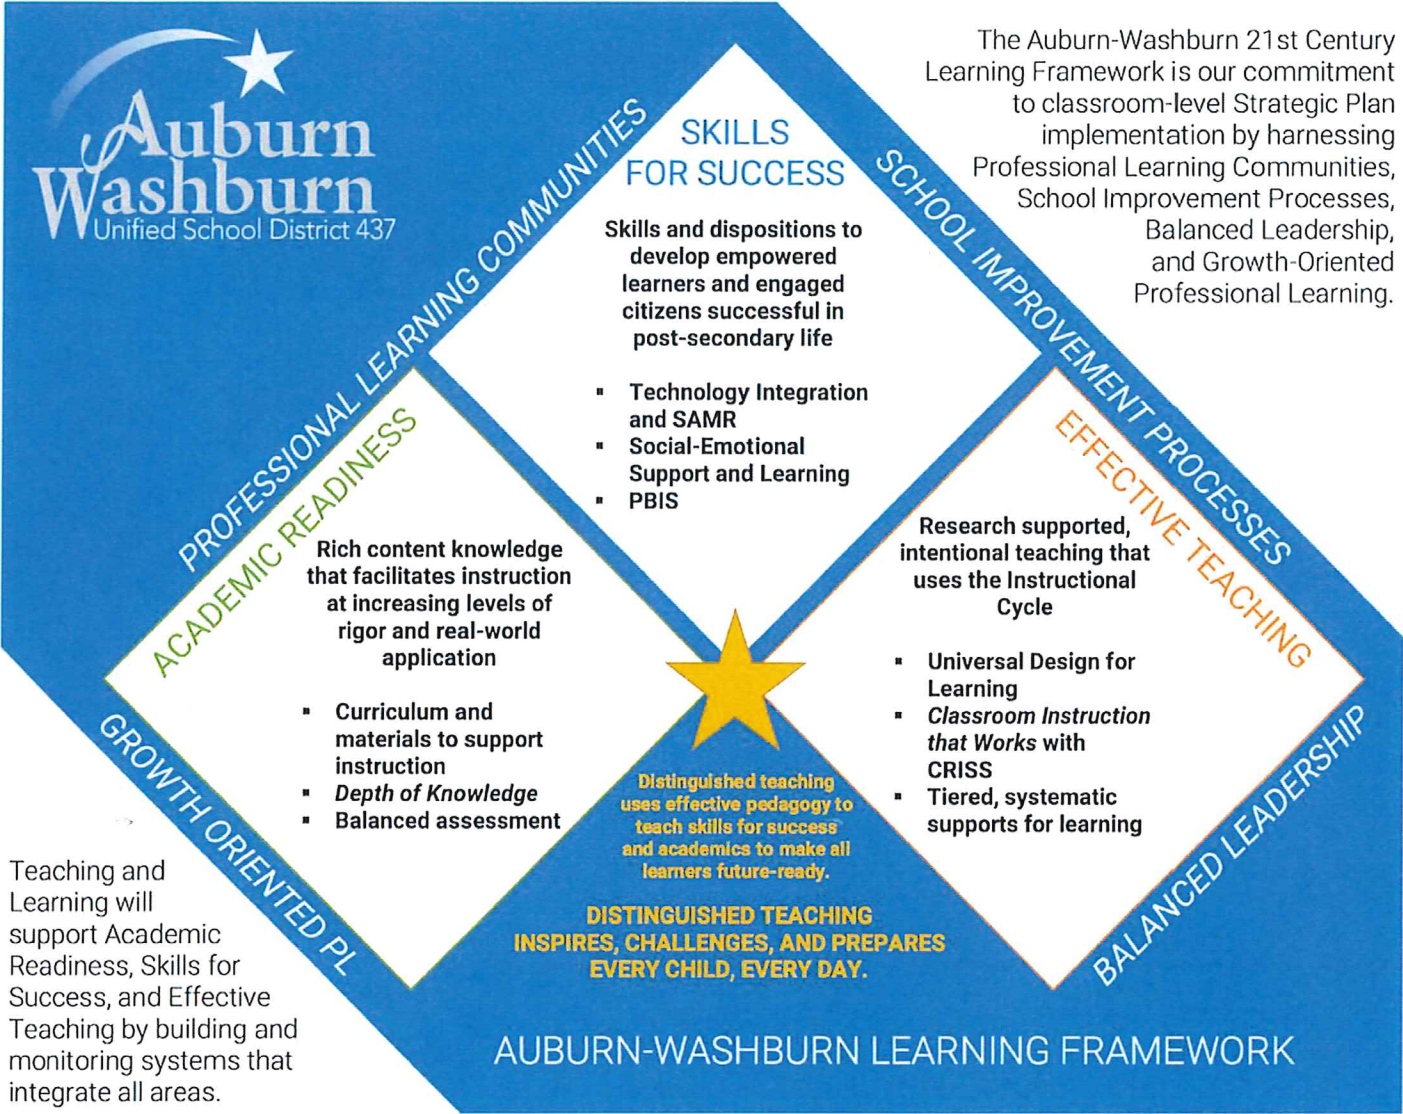 Auburn
Washburn
Unified School District 437
The Auburn-Washburn 21st Century
Learning Framework is our commitment
to classroom-level Strategic Plan
implementation by harnessing
Professional Learning Communities,
School Improvement Processes,
Balanced Leadership,
and Growth-Oriented
Professional Learning.
PROFESSIONAL LEARNING COMMUNITIES
SCHOOL IMPROVEMENT PROCESSES
SKILLS
FOR SUCCESS
Skills and dispositions to
develop empowered
learners and engaged
citizens successful in
post-secondary life
▪ Technology Integration
and SAMR
▪ Social-Emotional
Support and Learning
▪ PBIS
ACADEMIC READINESS
Rich content knowledge
that facilitates instruction
at increasing levels of
rigor and real-world
application
▪ Curriculum and
materials to support
instruction
▪ Depth of Knowledge
▪ Balanced assessment
EFFECTIVE TEACHING
Research supported,
intentional teaching that
uses the Instructional
Cycle
▪ Universal Design for
Learning
▪ Classroom Instruction
that Works with
CRISS
▪ Tiered, systematic
supports for learning
GROWTH ORIENTED PL
BALANCED LEADERSHIP
Distinguished teaching
uses effective pedagogy to
teach skills for success
and academics to make all
learners future-ready.
DISTINGUISHED TEACHING
INSPIRES, CHALLENGES, AND PREPARES
EVERY CHILD, EVERY DAY.
Teaching and
Learning will
support Academic
Readiness, Skills for
Success, and Effective
Teaching by building and
monitoring systems that
integrate all areas.
AUBURN-WASHBURN LEARNING FRAMEWORK